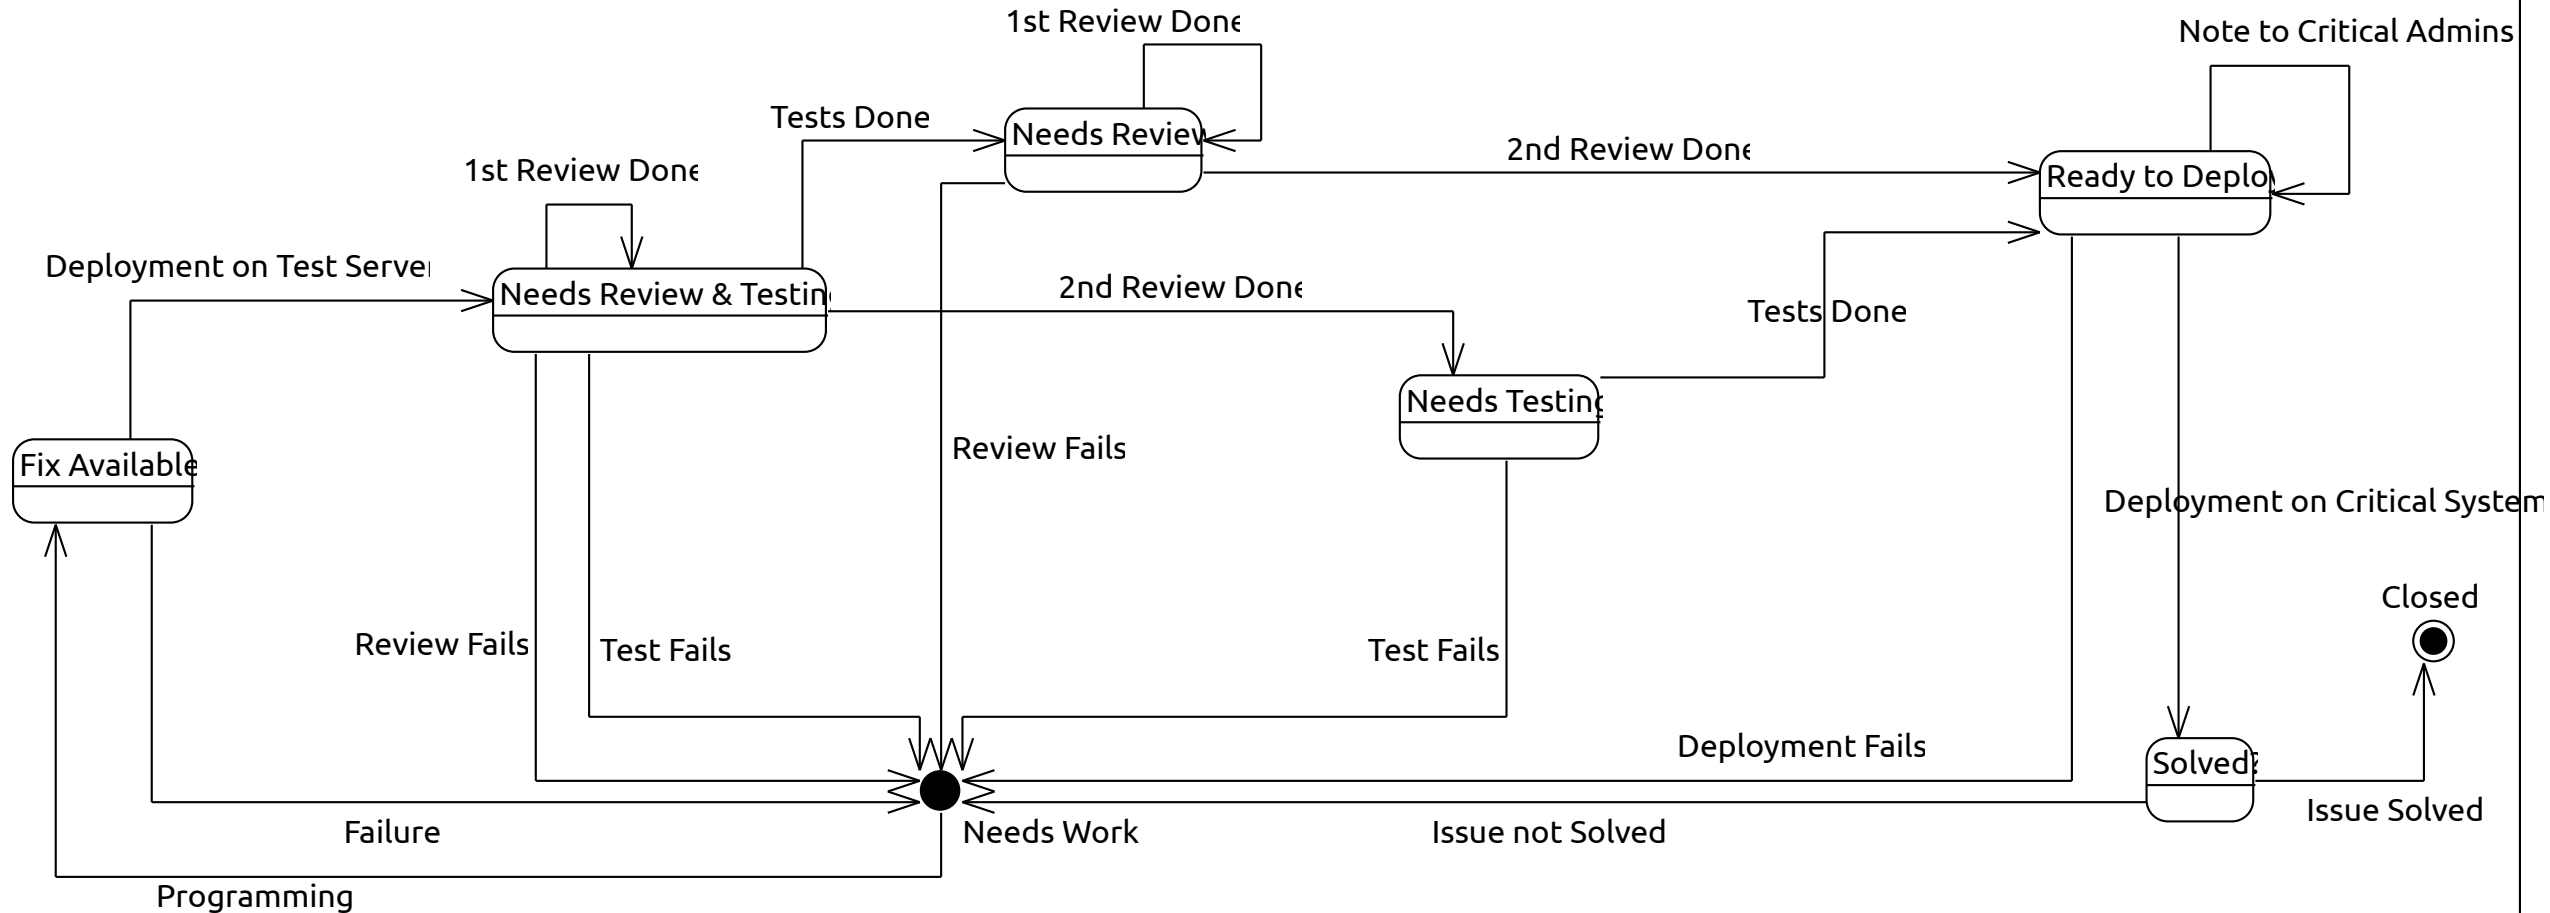 1st Review Done
Note to Critical Admins
Tests Done
Needs Review
2nd Review Done
1st Review Done
Ready to Deploy
Deployment on Test Server
Needs Review & Testing
2nd Review Done
Tests Done
Needs Testing
Fix Available
Review Fails
Deployment on Critical System
Closed
Review Fails
Test Fails
Test Fails
Deployment Fails
Solved?
Issue Solved
Failure
Needs Work
Issue not Solved
Programming